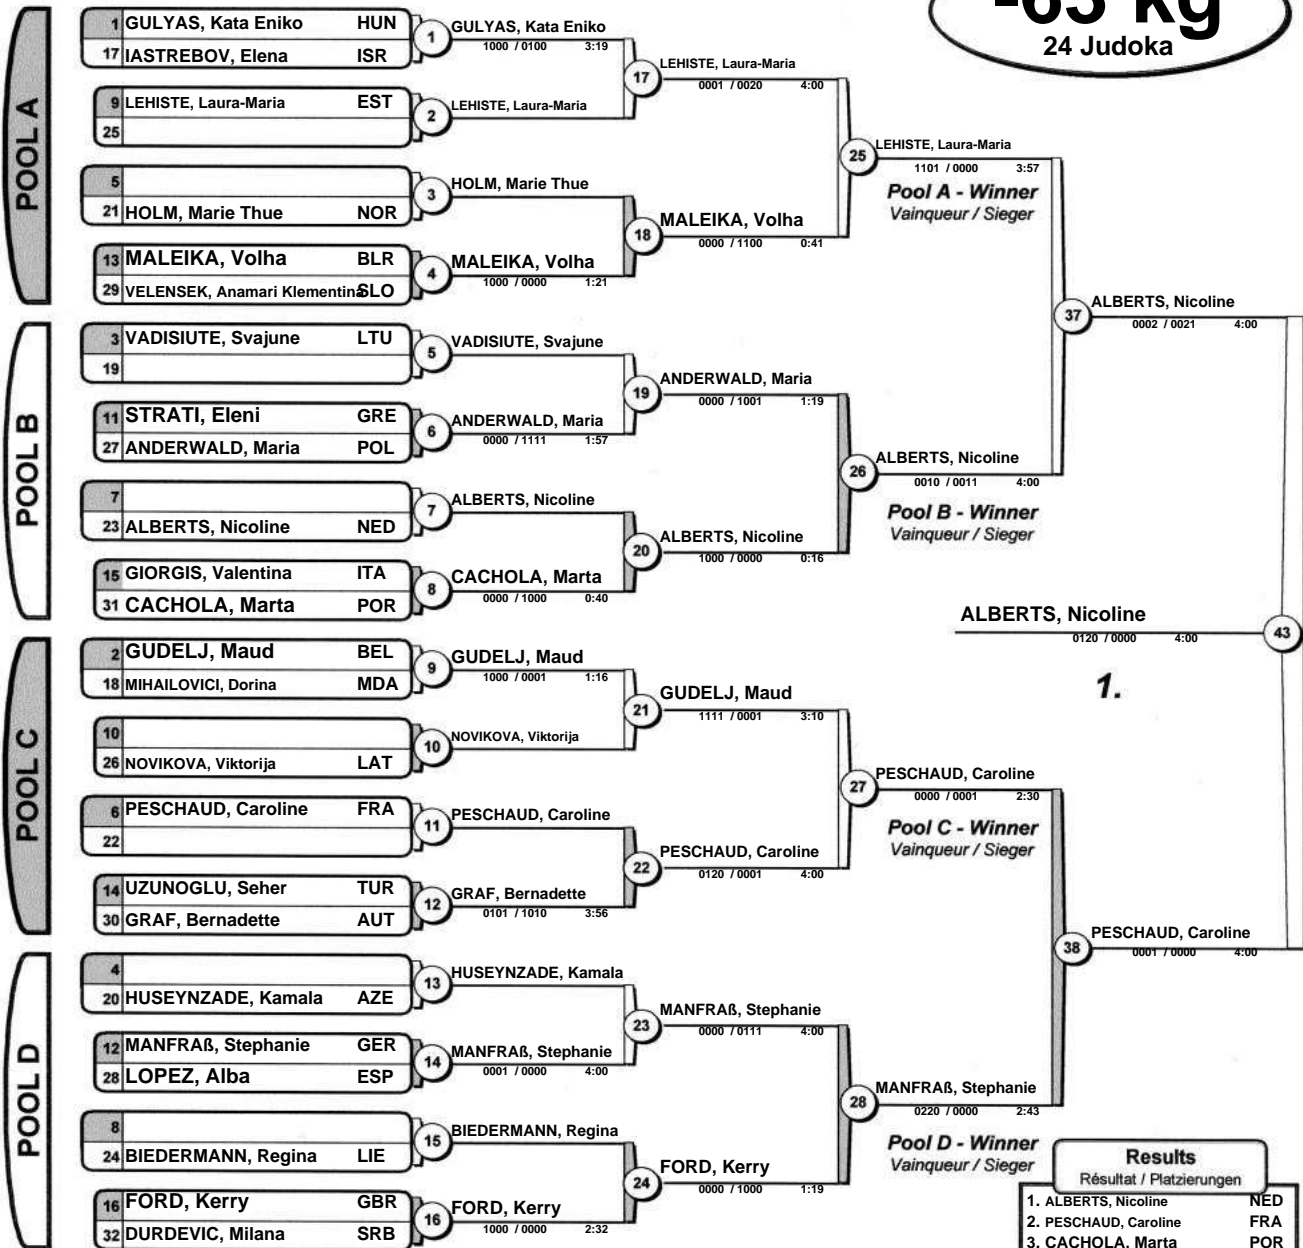 -63 kg
24 Judoka
POOL A
1 GULYAS, Kata Eniko HUN
17 IASTREBOV, Elena ISR
9 LEHISTE, Laura-Maria EST
25
5
21 HOLM, Marie Thue NOR
13 MALEIKA, Volha BLR
29 VELENSEK, Anamari Klementina SLO
POOL B
3 VADISIUTE, Svajune LTU
19
11 STRATI, Eleni GRE
27 ANDERWALD, Maria POL
7
23 ALBERTS, Nicoline NED
15 GIORGIS, Valentina ITA
31 CACHOLA, Marta POR
POOL C
2 GUDELJ, Maud BEL
18 MIHAILOVICI, Dorina MDA
10
26 NOVIKOVA, Viktorija LAT
6 PESCHAUD, Caroline FRA
22
14 UZUNOGLU, Seher TUR
30 GRAF, Bernadette AUT
POOL D
4
20 HUSEYNZADE, Kamala AZE
12 MANFRAß, Stephanie GER
28 LOPEZ, Alba ESP
8
24 BIEDERMANN, Regina LIE
16 FORD, Kerry GBR
32 DURDEVIC, Milana SRB
1 GULYAS, Kata Eniko
1000 / 0100 3:19
2 LEHISTE, Laura-Maria
3 HOLM, Marie Thue
4 MALEIKA, Volha
1000 / 0000 1:21
5 VADISIUTE, Svajune
6 ANDERWALD, Maria
0000 / 1111 1:57
7 ALBERTS, Nicoline
8 CACHOLA, Marta
0000 / 1000 0:40
9 GUDELJ, Maud
1000 / 0001 1:16
10 NOVIKOVA, Viktorija
11 PESCHAUD, Caroline
12 GRAF, Bernadette
0101 / 1010 3:56
13 HUSEYNZADE, Kamala
14 MANFRAß, Stephanie
0001 / 0000 4:00
15 BIEDERMANN, Regina
16 FORD, Kerry
1000 / 0000 2:32
17 LEHISTE, Laura-Maria
0001 / 0020 4:00
18 MALEIKA, Volha
0000 / 1100 0:41
19 ANDERWALD, Maria
0000 / 1001 1:19
20 ALBERTS, Nicoline
1000 / 0000 0:16
21 GUDELJ, Maud
1111 / 0001 3:10
22 PESCHAUD, Caroline
0120 / 0001 4:00
23 MANFRAß, Stephanie
0000 / 0111 4:00
24 FORD, Kerry
0000 / 1000 1:19
25 LEHISTE, Laura-Maria
1101 / 0000 3:57
Pool A - Winner
Vainqueur / Sieger
26 ALBERTS, Nicoline
0010 / 0011 4:00
Pool B - Winner
Vainqueur / Sieger
27 PESCHAUD, Caroline
0000 / 0001 2:30
Pool C - Winner
Vainqueur / Sieger
28 MANFRAß, Stephanie
0220 / 0000 2:43
Pool D - Winner
Vainqueur / Sieger
37 ALBERTS, Nicoline
0002 / 0021 4:00
38 PESCHAUD, Caroline
0001 / 0000 4:00
ALBERTS, Nicoline
0120 / 0000 4:00
43
1.
Results
Résultat / Platzierungen
1. ALBERTS, Nicoline NED
2. PESCHAUD, Caroline FRA
3. CACHOLA, Marta POR